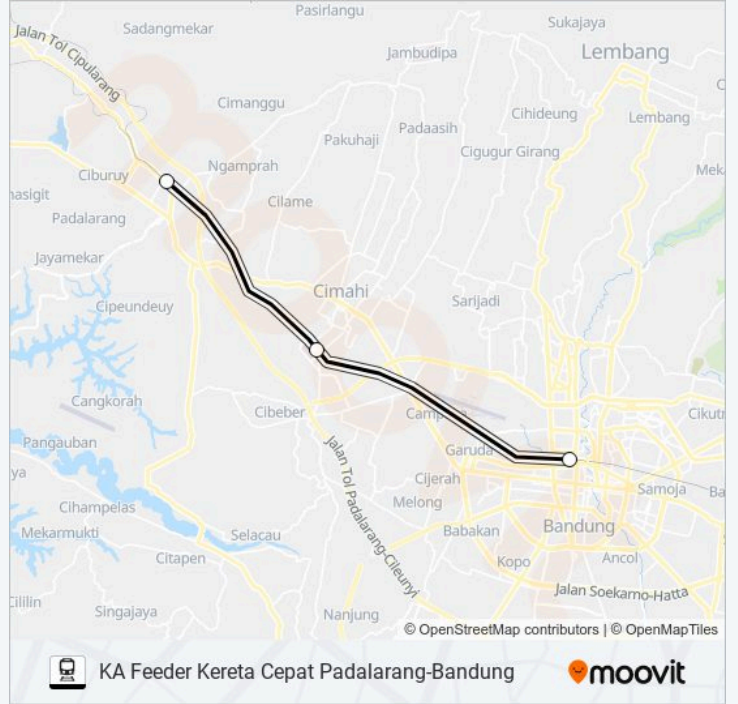 Pasirlangu
Sukajaya
Sadangmekar
Jalan Tol Cipularang
Jambudipa
Lembang
Cimanggu
Cihideung
Lembang
Padaasih
Pakuhaji
Cigugur Girang
Ngamprah
Ciburuy
Mek
nasigit
Cilame
Padalarang
Jayamekar
Cimahi
Sarijadi
Cipeundeuy
Cangkorah
Cibeber
Camp
Cikutr
Pangauban
Garuda
ya
Cijerah
Samoja
Ba
Jalan Tol Padalarang-Cileunyi
Melong
Cihampelas
Bandung
Mekarmukti
Selacau
Babakan
Citapen
Kopo
Ancol
Jalan Soekarno-Hatta
Cililin
Singajaya
Nanjung
© OpenStreetMap contributors | © OpenMapTiles
KA Feeder Kereta Cepat Padalarang-Bandung
moovit